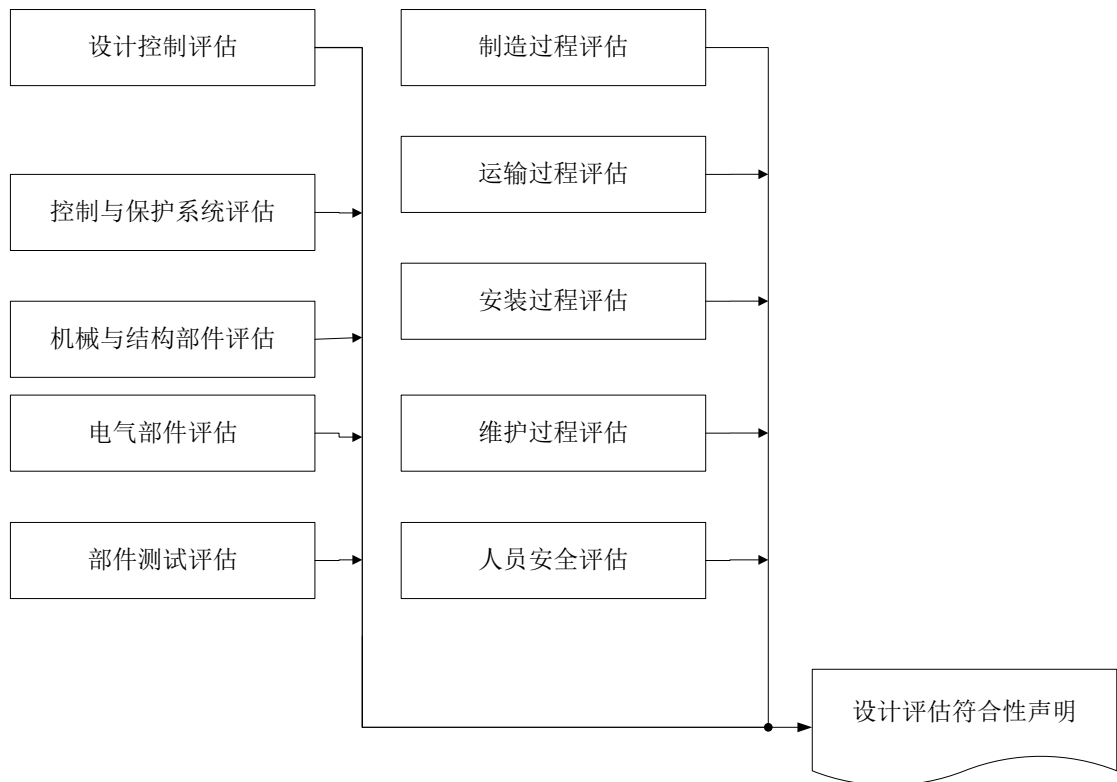 设计控制评估
控制与保护系统评估
机械与结构部件评估
电气部件评估
部件测试评估
制造过程评估
运输过程评估
安装过程评估
维护过程评估
人员安全评估
设计评估符合性声明